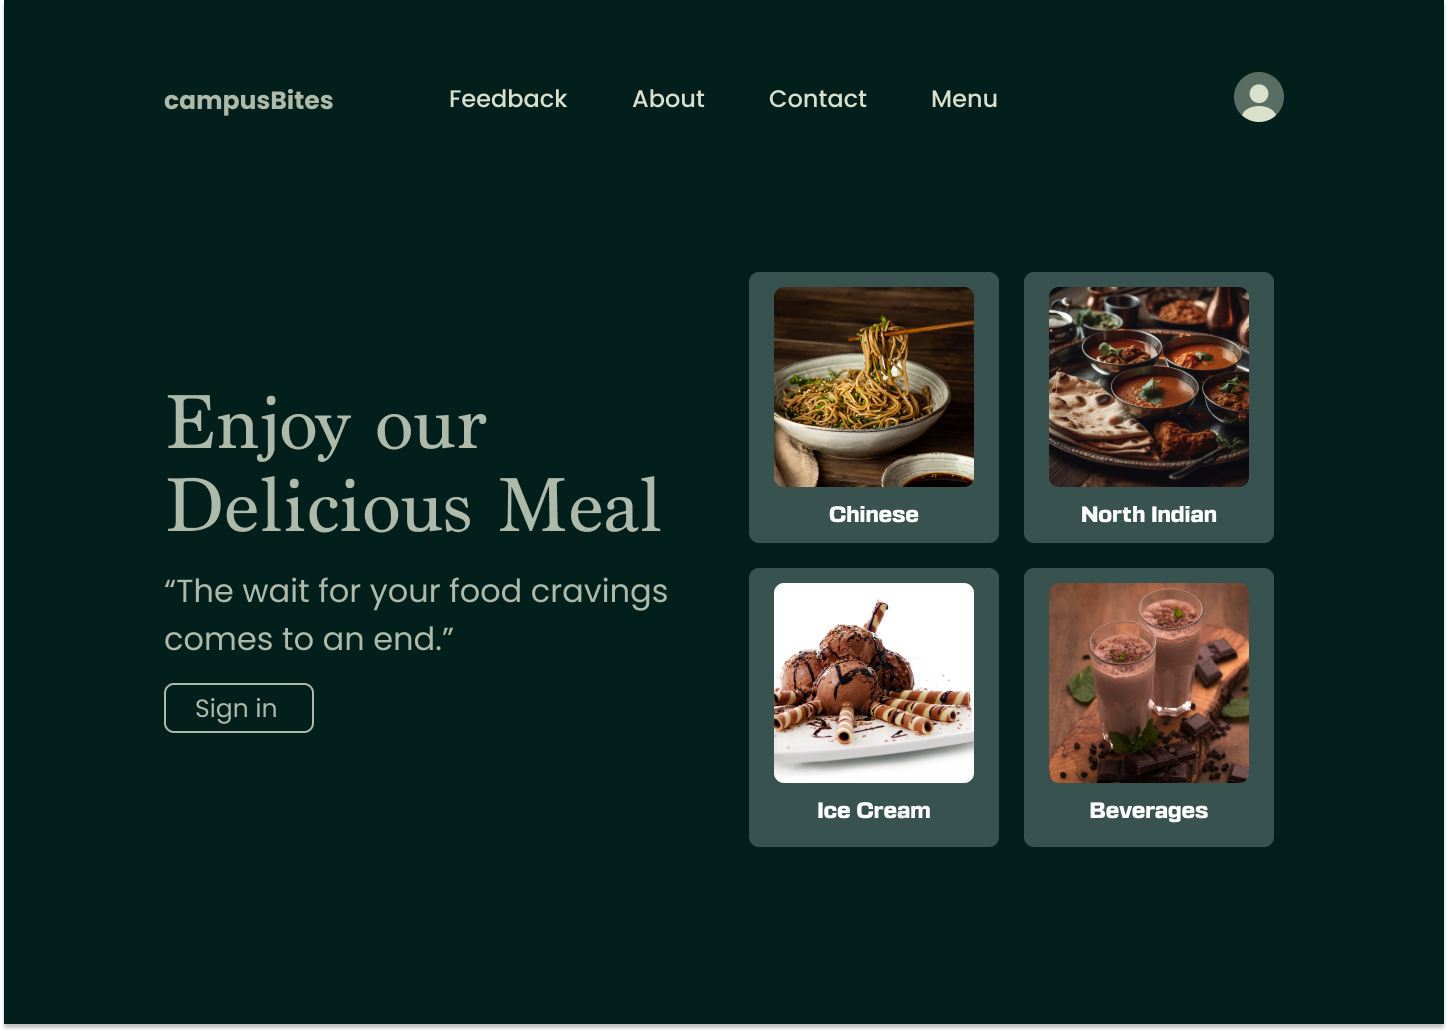 campusBites
Feedback
About
Contact
Menu
Enjoy our
Delicious Meal
“The wait for your food cravings
comes to an end.”
Sign in
Chinese
North Indian
Ice Cream
Beverages